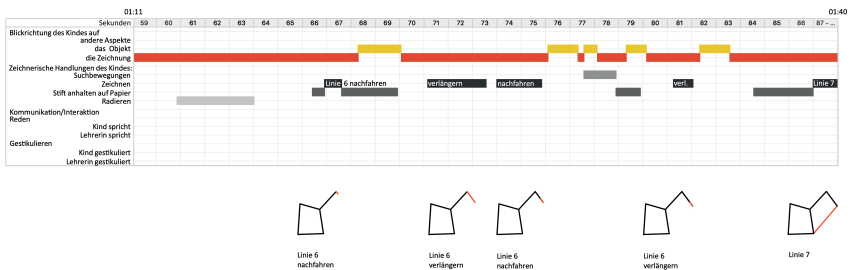 01:11 01:40
Sekunden 59 60 61 62 63 64 65 66 67 68 69 70 71 72 73 74 75 76 77 78 79 80 81 82 83 84 85 86 87 - ...
Blickrichtung des Kindes auf
andere Aspekte
das Objekt
die Zeichnung
Zeichnerische Handlungen des Kindes:
Suchbewegungen
Zeichnen Linie 6 nachfahren verlängern nachfahren verl. Linie 7
Stift anhalten auf Papier
Radieren
Kommunikation/Interaktion
Reden
Kind spricht
Lehrerin spricht
Gestikulieren
Kind gestikuliert
Lehrerin gestikuliert
Linie 6 Linie 6 Linie 6 Linie 6 Linie 7
nachfahren verlängern nachfahren verlängern